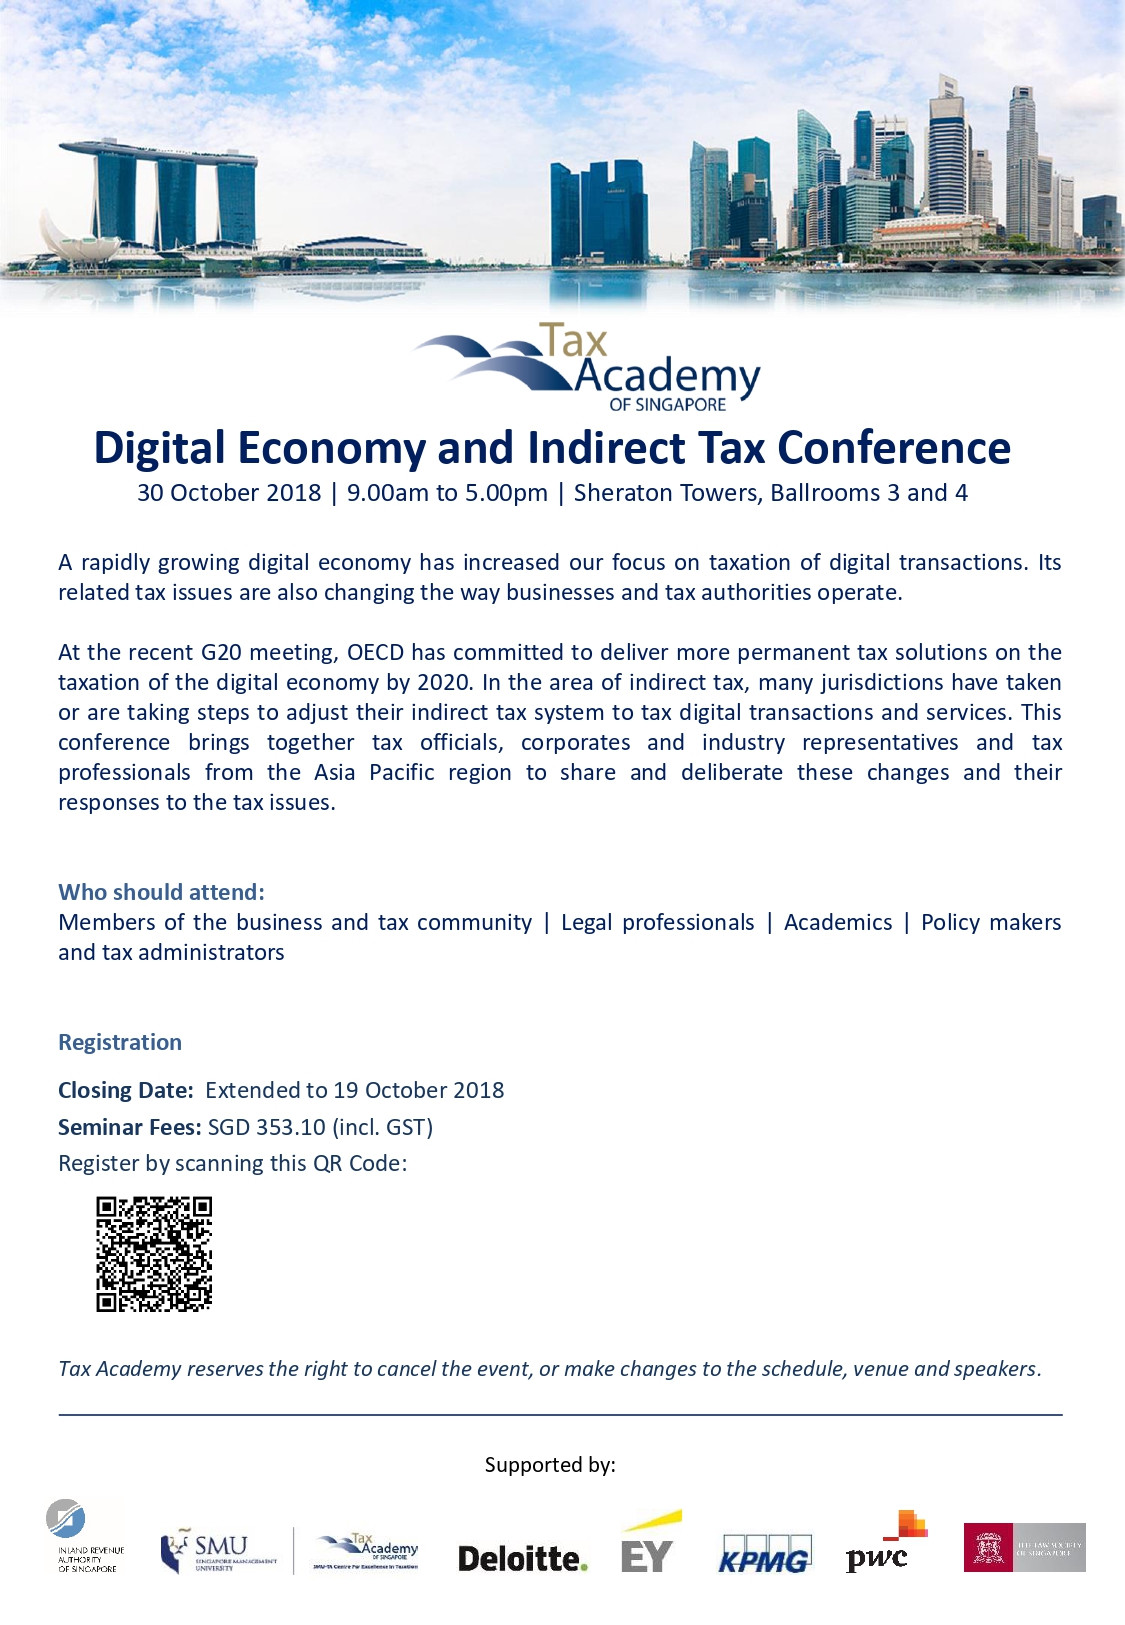 Tax
Academy
OF SINGAPORE
Digital Economy and Indirect Tax Conference
30 October 2018 | 9.00am to 5.00pm | Sheraton Towers, Ballrooms 3 and 4
A rapidly growing digital economy has increased our focus on taxation of digital transactions. Its
related tax issues are also changing the way businesses and tax authorities operate.
At the recent G20 meeting, OECD has committed to deliver more permanent tax solutions on the
taxation of the digital economy by 2020. In the area of indirect tax, many jurisdictions have taken
or are taking steps to adjust their indirect tax system to tax digital transactions and services. This
conference brings together tax officials, corporates and industry representatives and tax
professionals from the Asia Pacific region to share and deliberate these changes and their
responses to the tax issues.
Who should attend:
Members of the business and tax community | Legal professionals | Academics | Policy makers
and tax administrators
Registration
Closing Date: Extended to 19 October 2018
Seminar Fees: SGD 353.10 (incl. GST)
Register by scanning this QR Code:
Tax Academy reserves the right to cancel the event, or make changes to the schedule, venue and speakers.
Supported by:
INLAND REVENUE
AUTHORITY
OF SINGAPORE
SMU
SINGAPORE MANAGEMENT
UNIVERSITY
Tax
Academy
OF SINGAPORE
SMU-TA Centre For Excellence In Taxation
Deloitte.
EY
KPMG
pwc
THE LAW SOCIETY
OF SINGAPORE